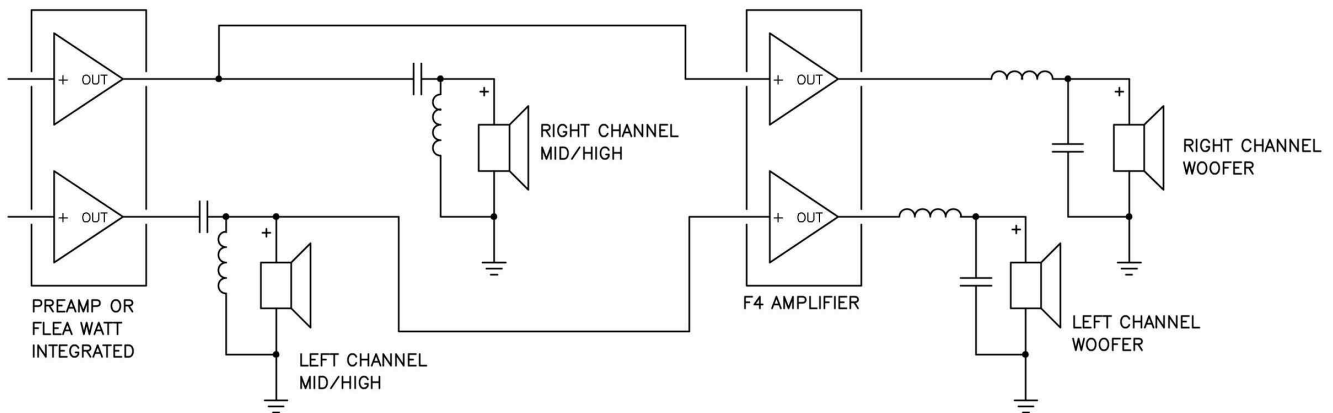 + OUT
+ OUT
+
RIGHT CHANNEL
MID/HIGH
+ OUT
+
RIGHT CHANNEL
WOOFER
+ OUT
+
LEFT CHANNEL
MID/HIGH
PREAMP OR
FLEA WATT
INTEGRATED
+ OUT
F4 AMPLIFIER
+
LEFT CHANNEL
WOOFER